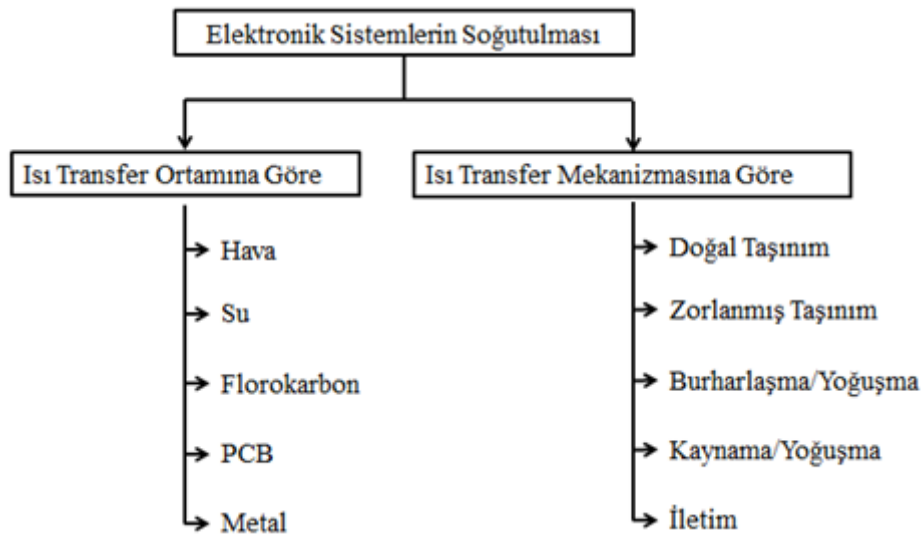 Elektronik Sistemlerin Soğutulması
Isı Transfer Ortamına Göre
Hava
Su
Florokarbon
PCB
Metal
Isı Transfer Mekanizmasına Göre
Doğal Taşınım
Zorlanmış Taşınım
Burharlaşma/Yoğuşma
Kaynama/Yoğuşma
İletim